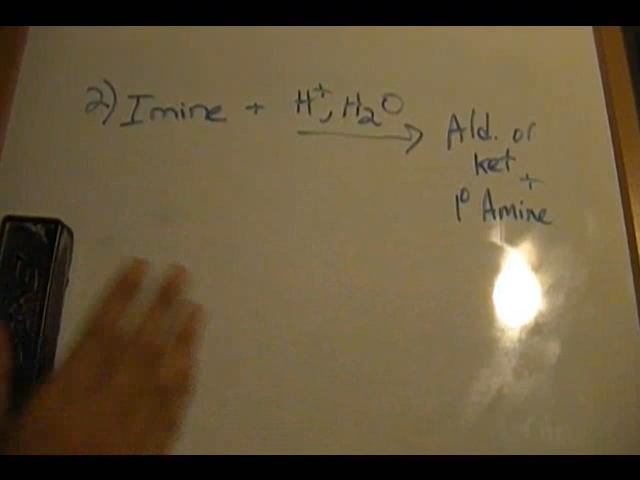 2) Imine + H⁺, H₂O
Ald. or
ket +
1° Amine